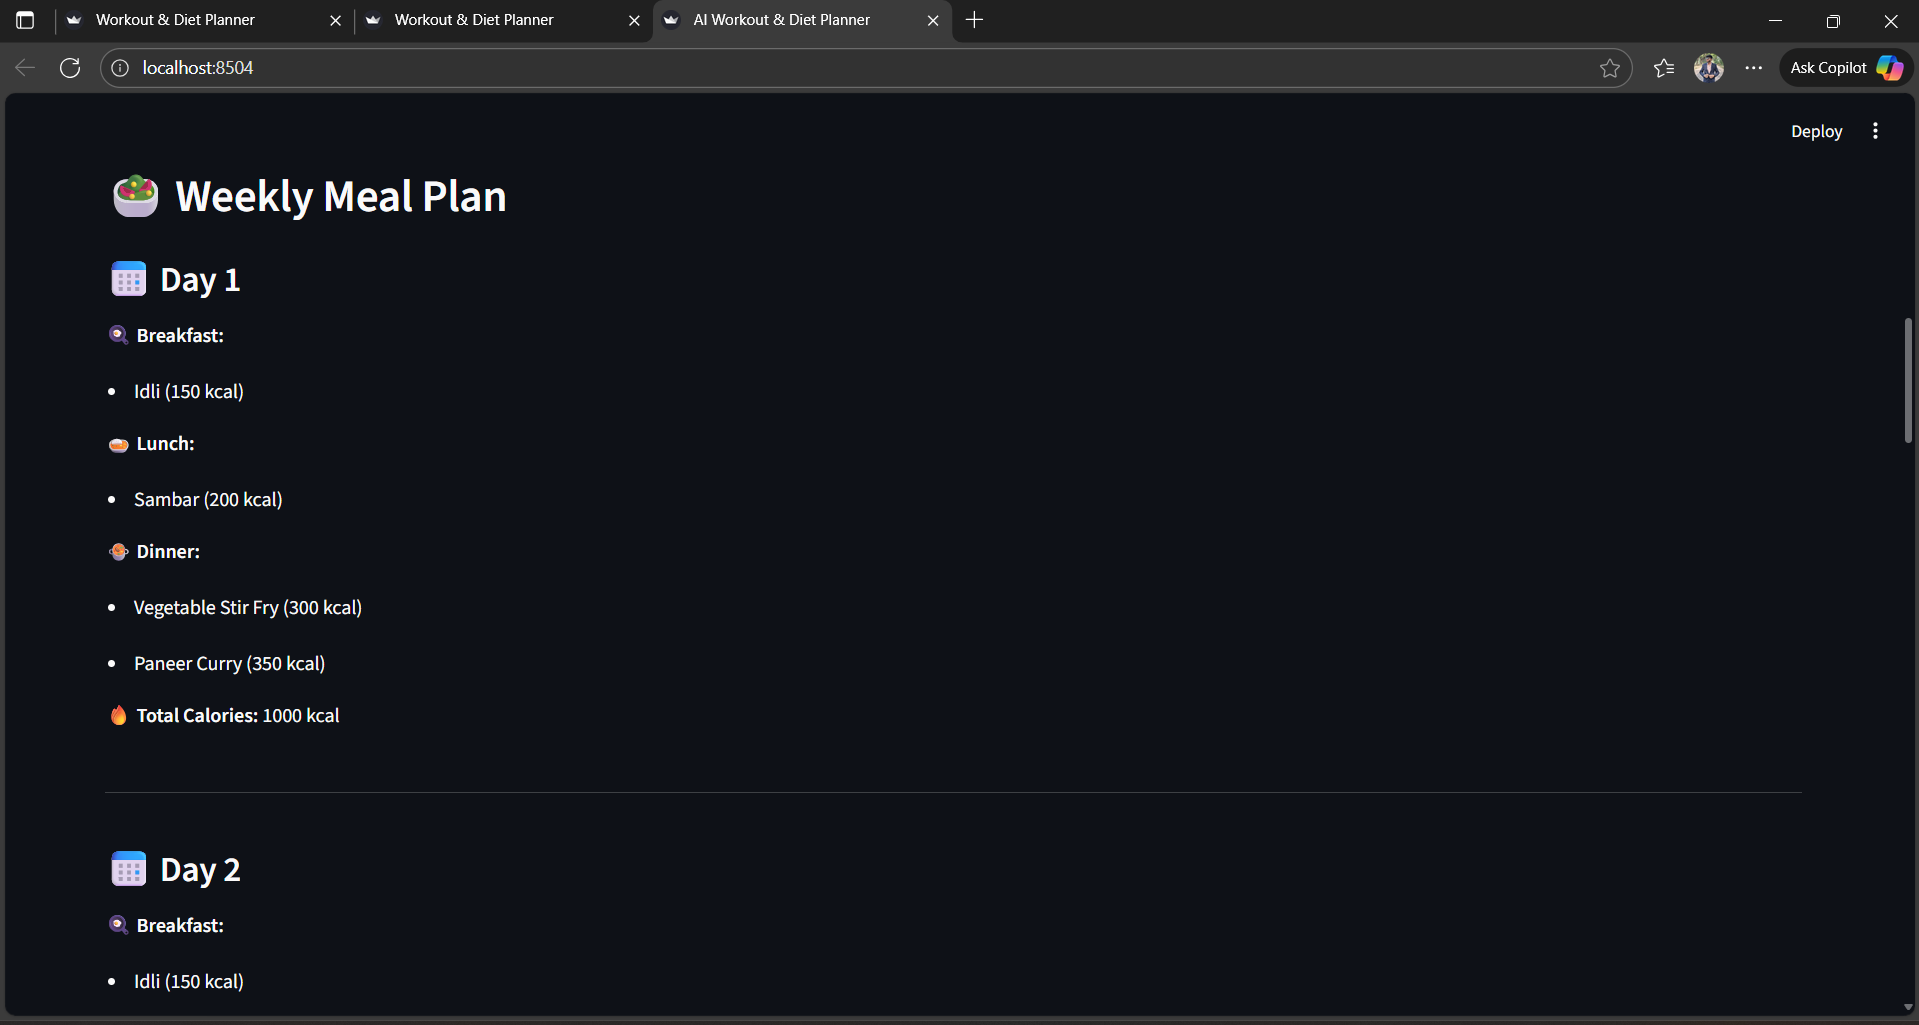 Workout & Diet Planner
Workout & Diet Planner
AI Workout & Diet Planner
localhost:8504
Ask Copilot
Deploy
Weekly Meal Plan
Day 1
Breakfast:
Idli (150 kcal)
Lunch:
Sambar (200 kcal)
Dinner:
Vegetable Stir Fry (300 kcal)
Paneer Curry (350 kcal)
Total Calories: 1000 kcal
Day 2
Breakfast:
Idli (150 kcal)